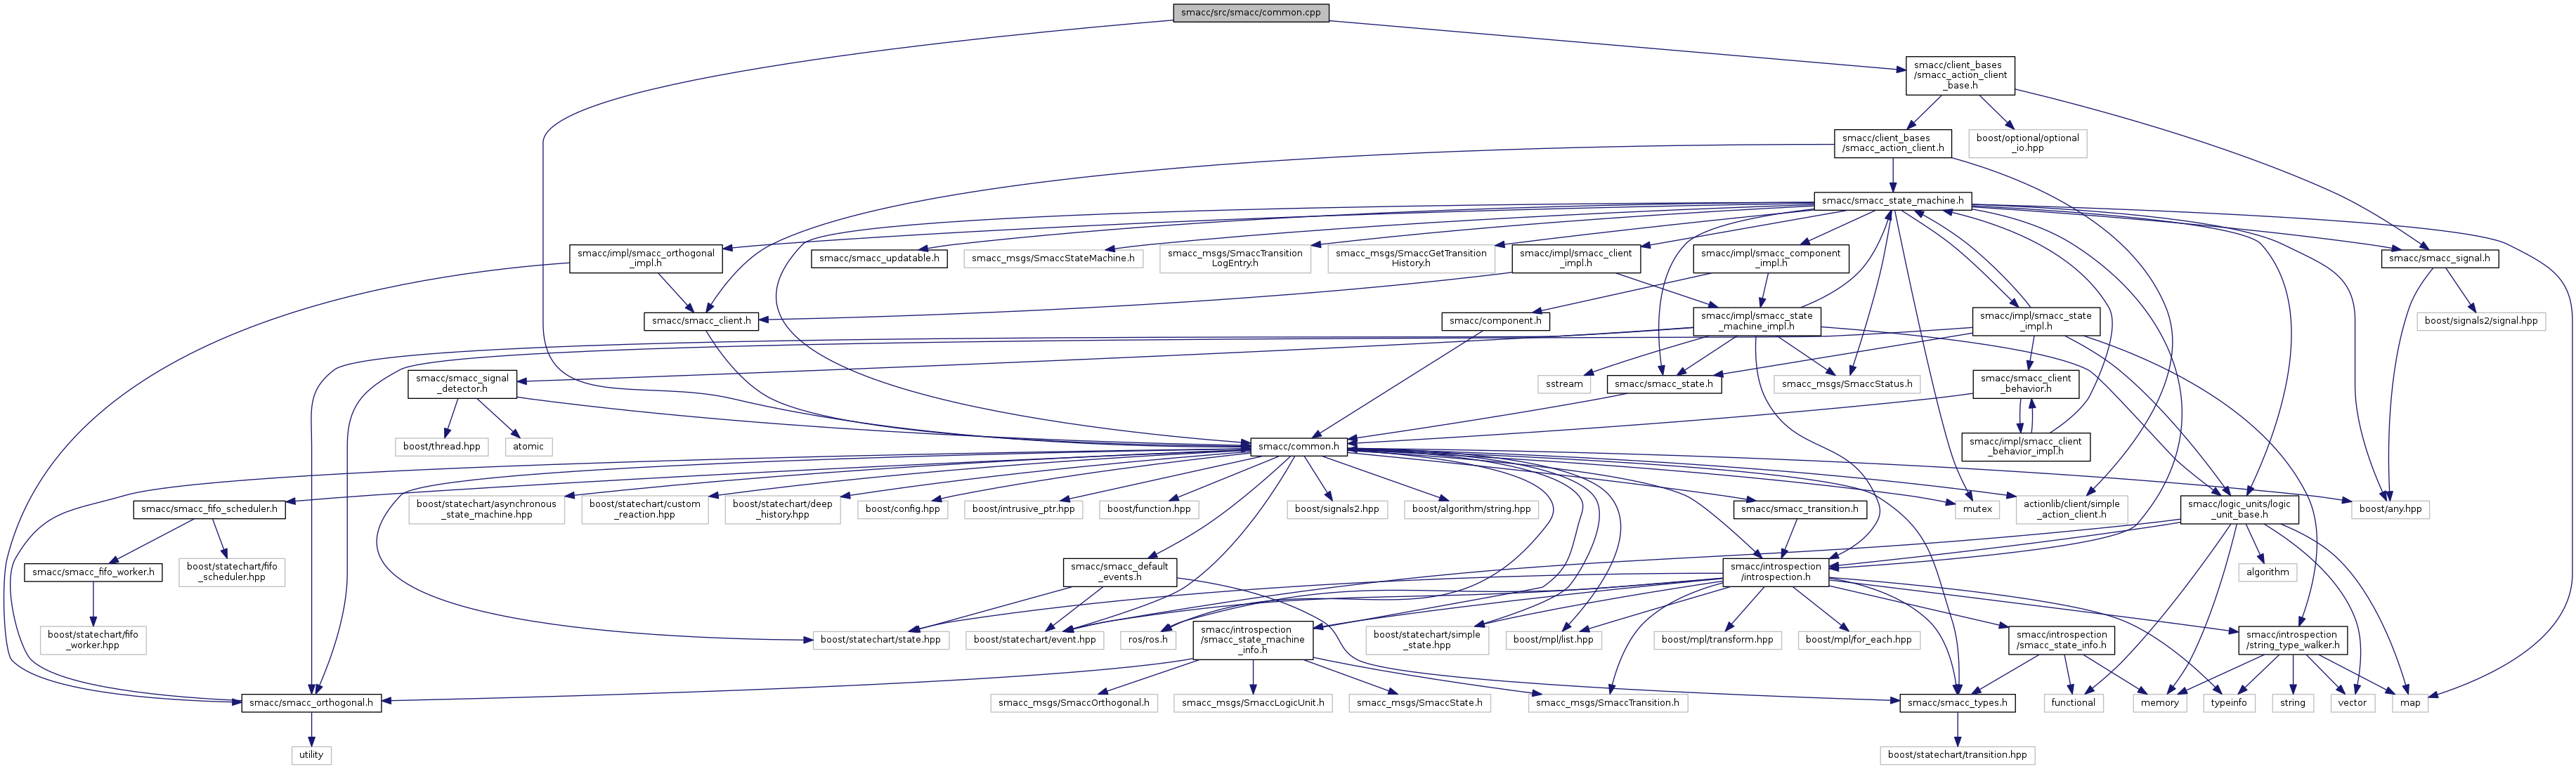 smacc/src/smacc/common.cpp
smacc/client_bases
/smacc_action_client
_base.h
smacc/client_bases
/smacc_action_client.h
boost/optional/optional
_io.hpp
smacc/smacc_state_machine.h
smacc/impl/smacc_orthogonal
_impl.h
smacc/smacc_updatable.h
smacc_msgs/SmaccStateMachine.h
smacc_msgs/SmaccTransition
LogEntry.h
smacc_msgs/SmaccGetTransition
History.h
smacc/impl/smacc_client
_impl.h
smacc/impl/smacc_component
_impl.h
smacc/smacc_signal.h
smacc/smacc_client.h
smacc/component.h
smacc/impl/smacc_state
_machine_impl.h
smacc/impl/smacc_state
_impl.h
boost/signals2/signal.hpp
smacc/smacc_signal
_detector.h
sstream
smacc/smacc_state.h
smacc_msgs/SmaccStatus.h
smacc/smacc_client
_behavior.h
boost/thread.hpp
atomic
smacc/common.h
smacc/impl/smacc_client
_behavior_impl.h
smacc/smacc_fifo_scheduler.h
boost/statechart/asynchronous
_state_machine.hpp
boost/statechart/custom
_reaction.hpp
boost/statechart/deep
_history.hpp
boost/config.hpp
boost/intrusive_ptr.hpp
boost/function.hpp
boost/signals2.hpp
boost/algorithm/string.hpp
smacc/smacc_transition.h
mutex
actionlib/client/simple
_action_client.h
smacc/logic_units/logic
_unit_base.h
boost/any.hpp
smacc/smacc_fifo_worker.h
boost/statechart/fifo
_scheduler.hpp
smacc/smacc_default
_events.h
smacc/introspection
/introspection.h
algorithm
boost/statechart/fifo
_worker.hpp
boost/statechart/state.hpp
boost/statechart/event.hpp
ros/ros.h
smacc/introspection
/smacc_state_machine
_info.h
boost/statechart/simple
_state.hpp
boost/mpl/list.hpp
boost/mpl/transform.hpp
boost/mpl/for_each.hpp
smacc/introspection
/smacc_state_info.h
smacc/introspection
/string_type_walker.h
smacc/smacc_orthogonal.h
smacc_msgs/SmaccOrthogonal.h
smacc_msgs/SmaccLogicUnit.h
smacc_msgs/SmaccState.h
smacc_msgs/SmaccTransition.h
smacc/smacc_types.h
functional
memory
typeinfo
string
vector
map
utility
boost/statechart/transition.hpp